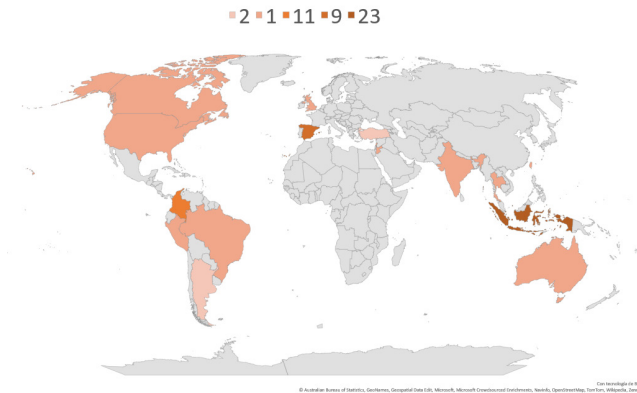 2 1 11 9 23
Con tecnología de
© Australian Bureau of Statistics, GeoNames, Geospatial Data Edit, Microsoft, Microsoft Crowdsourced Enrichments, Navinfo, OpenStreetMap, TomTom, Wikipedia,